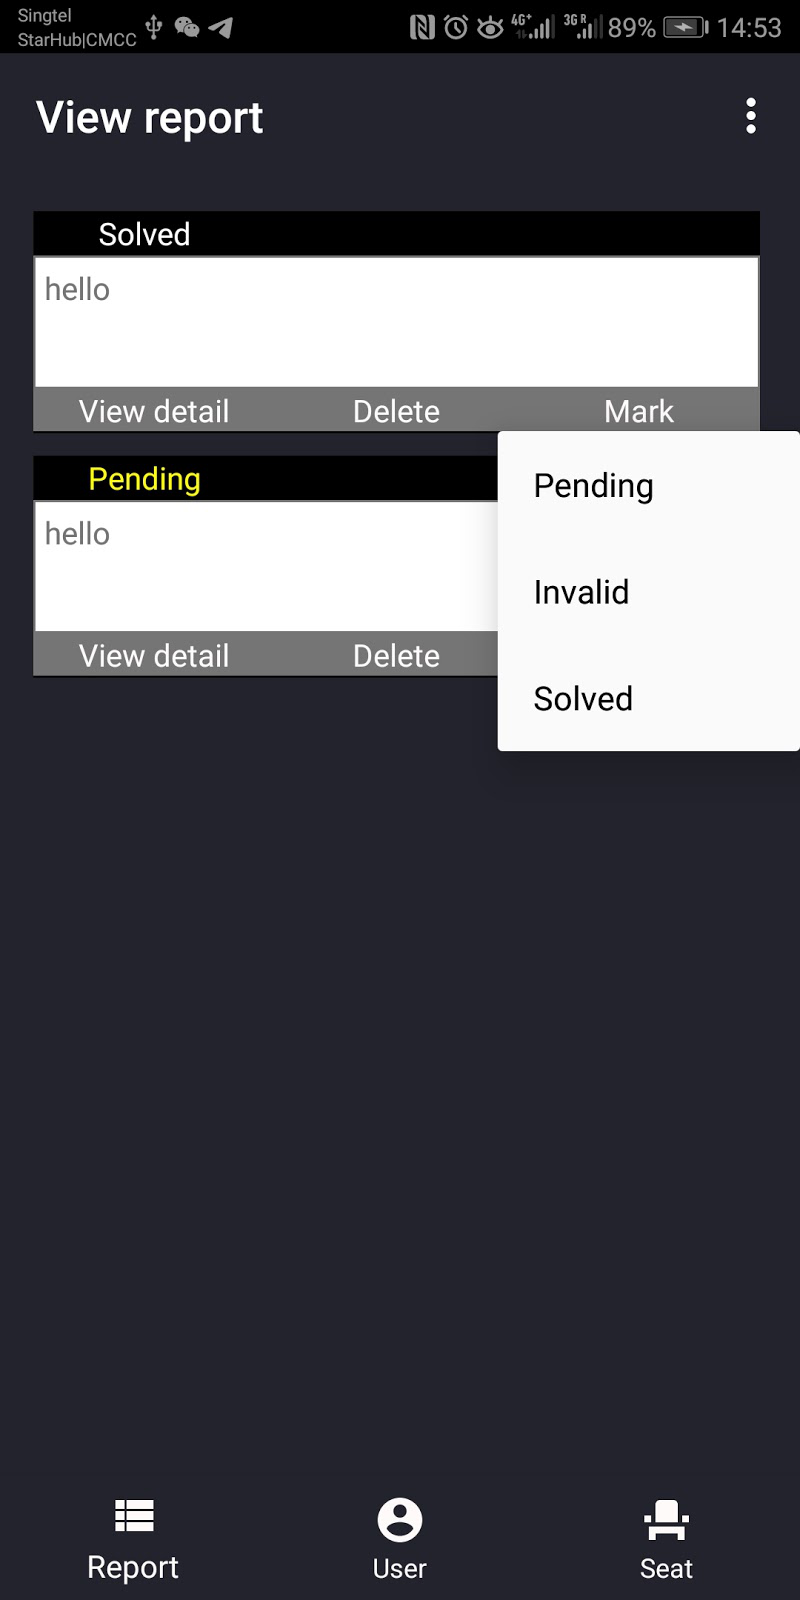 Singtel
StarHub|CMCC
4G+ 3G R 89% 14:53
View report
Solved
hello
View detail Delete Mark
Pending
hello
View detail Delete
Pending
Invalid
Solved
Report User Seat